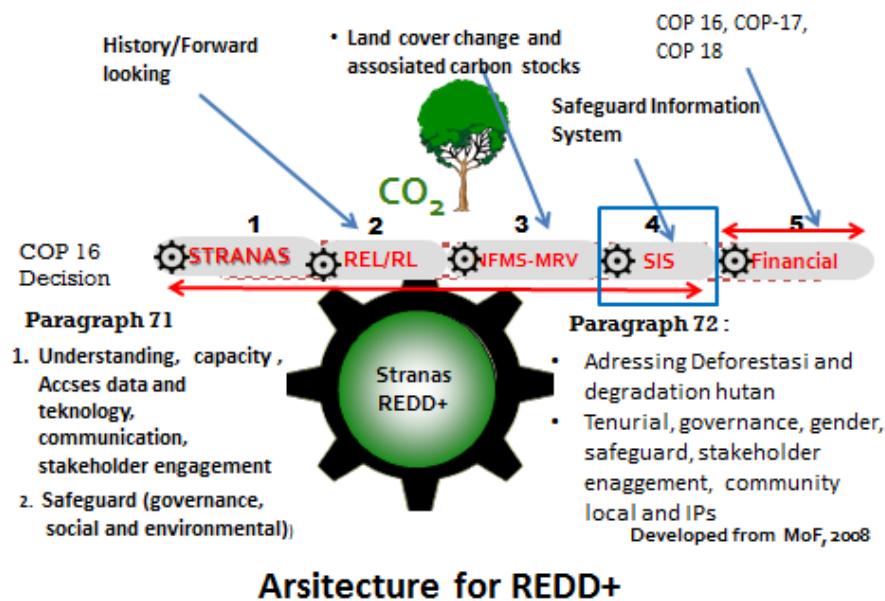 History/Forward
looking
• Land cover change and
assosiated carbon stocks
COP 16, COP-17,
COP 18
Safeguard Information
System
CO2
1
2
3
4
5
COP 16
Decision
STRANAS
REL/RL
NFMS-MRV
SIS
Financial
Paragraph 71
1. Understanding, capacity ,
Accses data and
teknology,
communication,
stakeholder engagement
2. Safeguard (governance,
social and environmental))
Stranas
REDD+
Paragraph 72 :
• Adressing Deforestasi and
degradation hutan
• Tenurial, governance, gender,
safeguard, stakeholder
enaggement, community
local and IPs
Developed from MoF, 2008
Arsitecture for REDD+